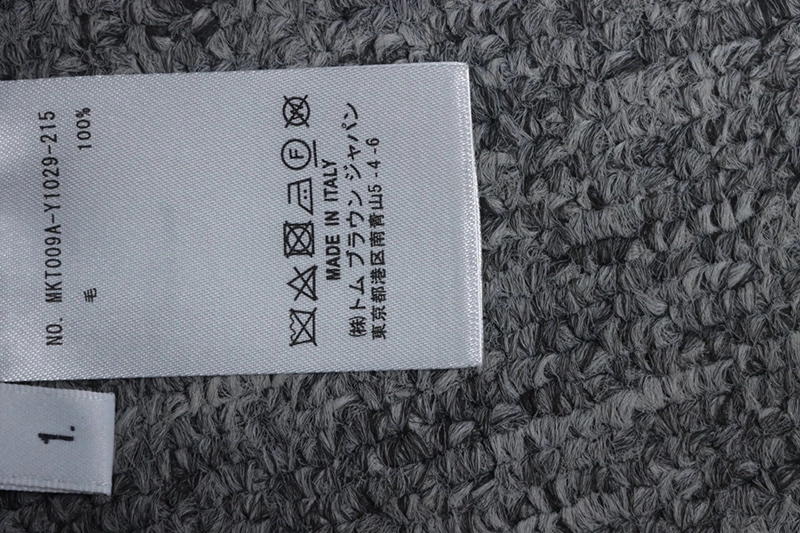 NO. MKT009A-Y1029-215
毛 100%
F
MADE IN ITALY
(株)トム ブラウン ジャパン
東京都港区南青山5-4-6
1.